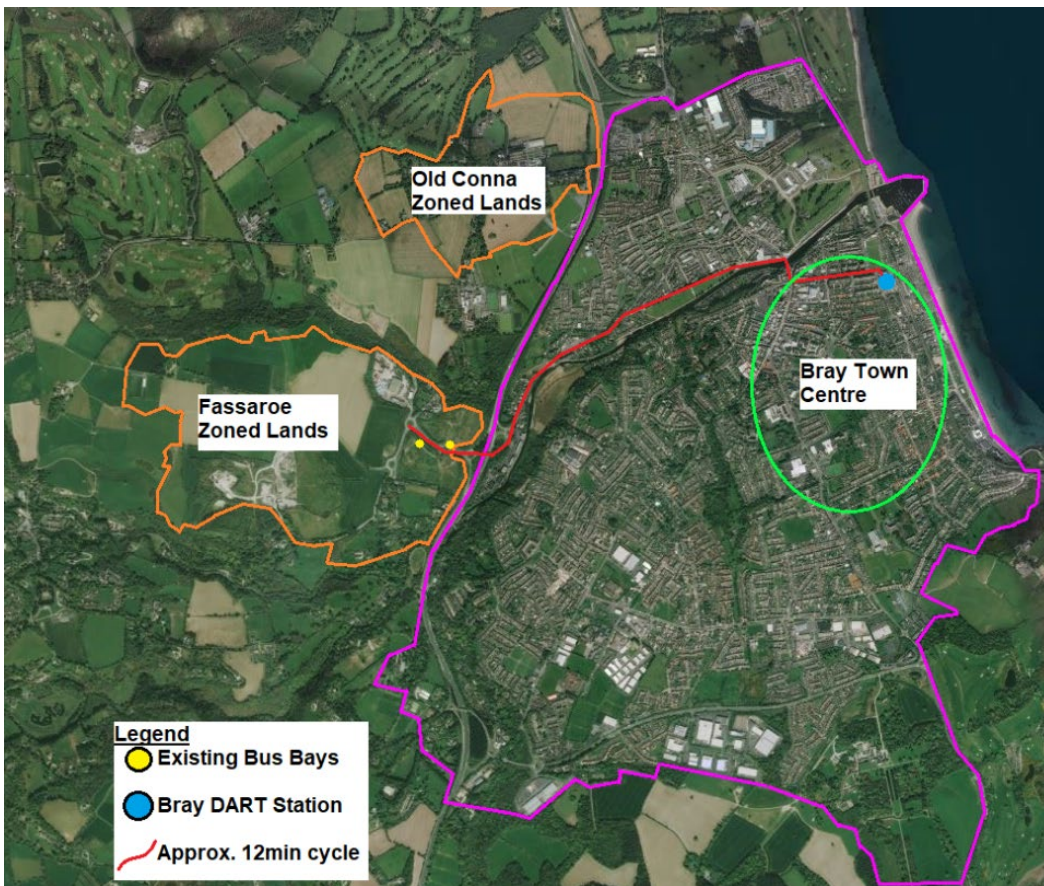 Old Conna
Zoned Lands
Bray Town
Centre
Fassaroe
Zoned Lands
Legend
Existing Bus Bays
Bray DART Station
Approx. 12min cycle